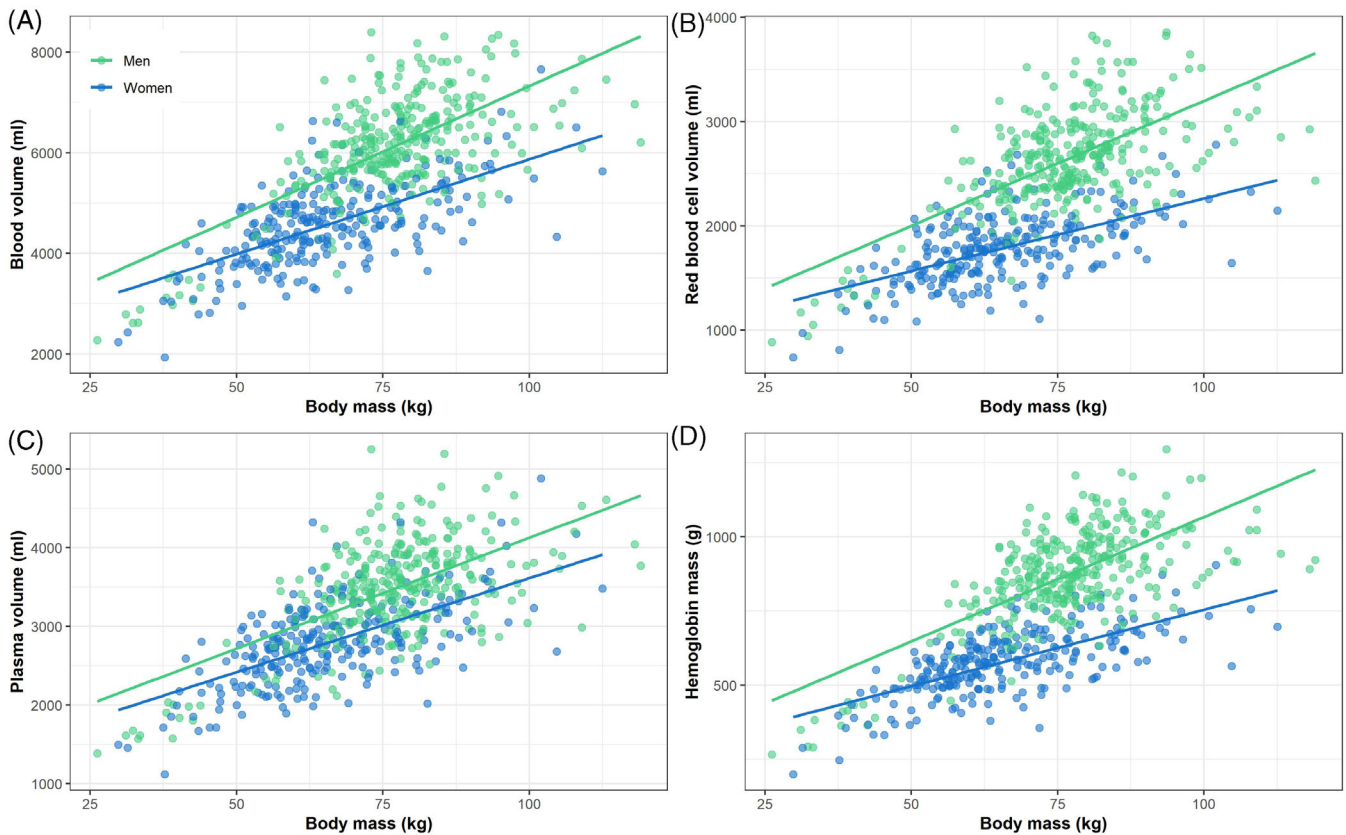 (A)
Men
Women
8000
6000
4000
2000
Blood volume (ml)
25 50 75 100
Body mass (kg)
(B)
4000
3000
2000
1000
Red blood cell volume (ml)
25 50 75 100
Body mass (kg)
(C)
5000
4000
3000
2000
1000
Plasma volume (ml)
25 50 75 100
Body mass (kg)
(D)
1000
500
Hemoglobin mass (g)
25 50 75 100
Body mass (kg)